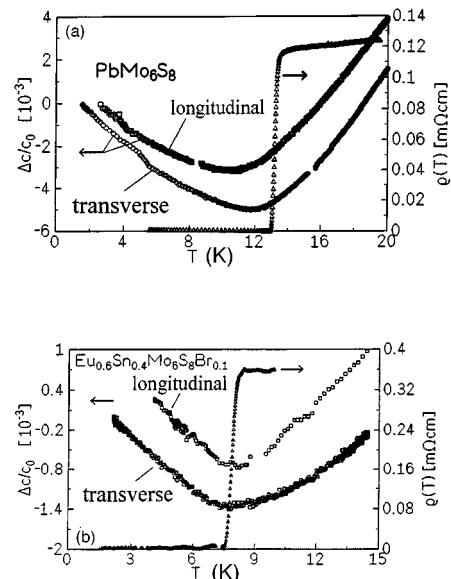 (a)
PbMo6S8
longitudinal
transverse
Δc/c0 [10-3]
4
2
0
-2
-4
-6
0 4 8 12 16 20
T (K)
0.14
0.12
0.1
0.08
0.06
0.04
0.02
0
ϱ(T) [mΩcm]
Eu0.6Sn0.4Mo6S8Br0.1
longitudinal
transverse
(b)
Δc/c0 [10-3]
1
0.4
-0.2
-0.8
-1.4
-2
0 3 6 9 12 15
T (K)
0.4
0.32
0.24
0.16
0.08
0
ϱ(T) [mΩcm]